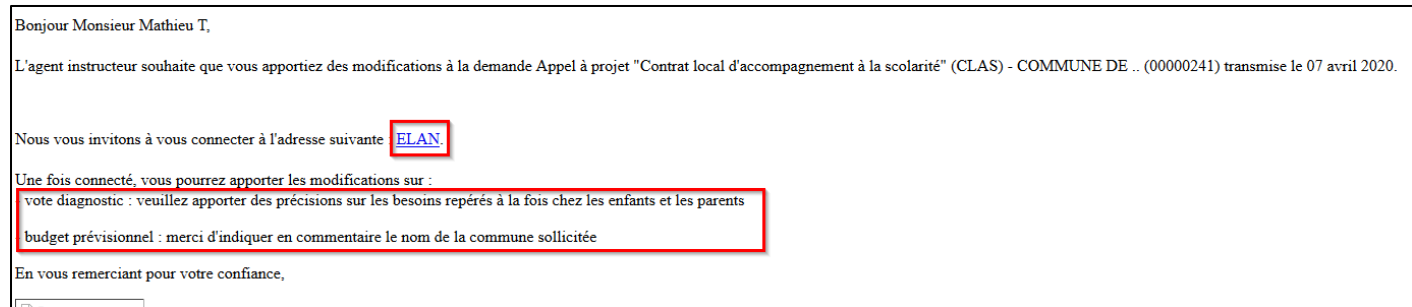 Bonjour Monsieur Mathieu T,
L'agent instructeur souhaite que vous apportiez des modifications à la demande Appel à projet "Contrat local d'accompagnement à la scolarité" (CLAS) - COMMUNE DE .. (00000241) transmise le 07 avril 2020.
Nous vous invitons à vous connecter à l'adresse suivante : ELAN.
Une fois connecté, vous pourrez apporter les modifications sur :
vote diagnostic : veuillez apporter des précisions sur les besoins repérés à la fois chez les enfants et les parents
budget prévisionnel : merci d'indiquer en commentaire le nom de la commune sollicitée
En vous remerciant pour votre confiance,